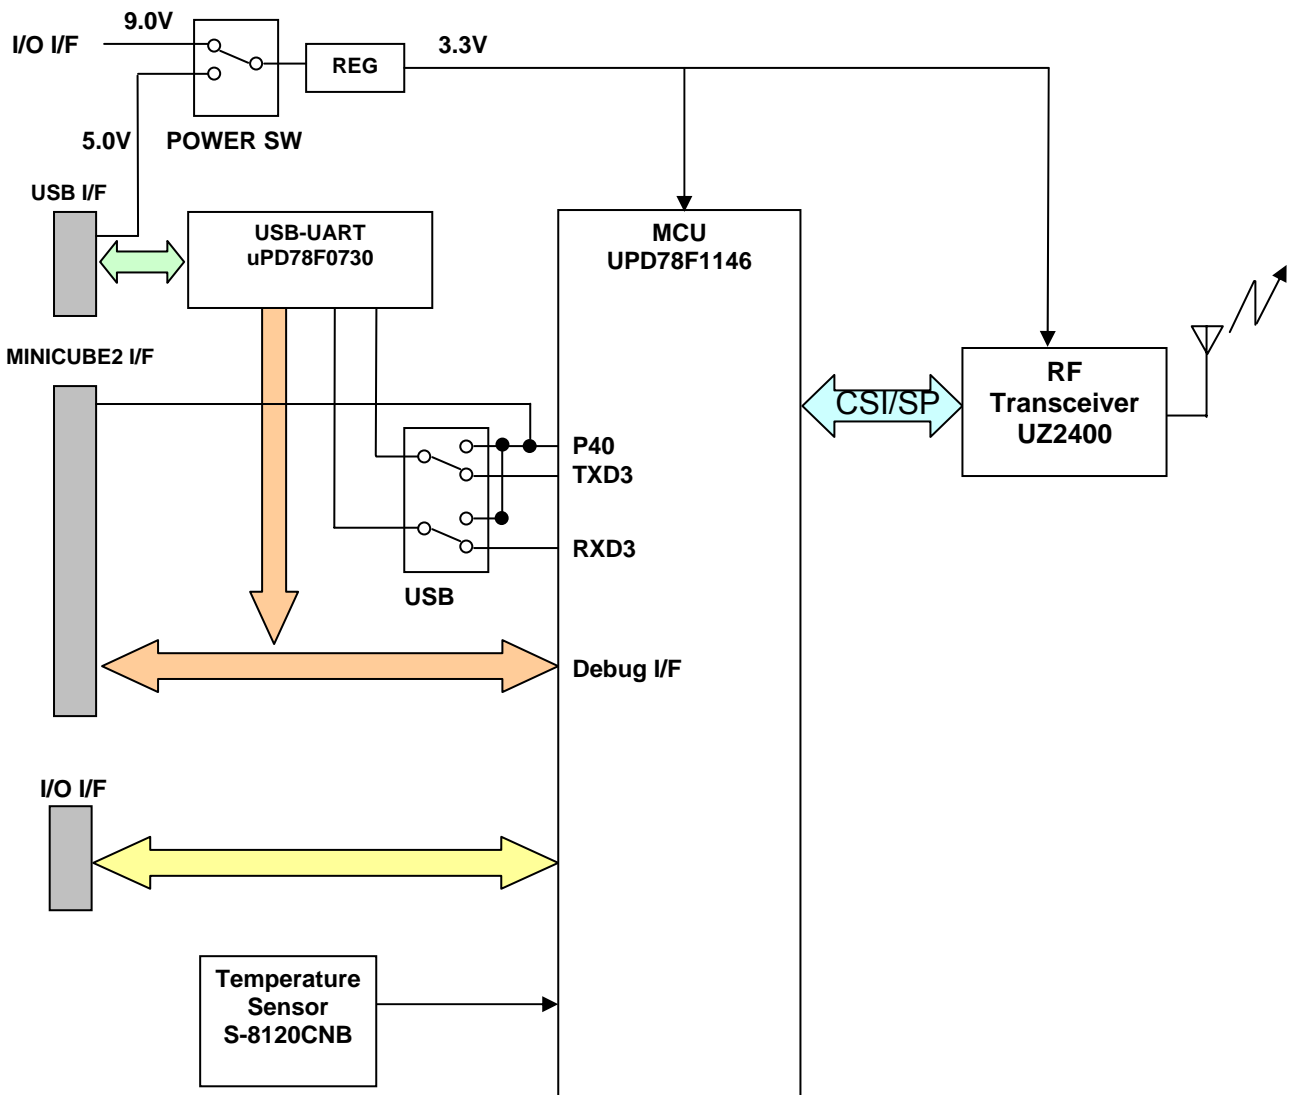 9.0V
I/O I/F
3.3V
REG
5.0V
POWER SW
USB I/F
USB-UART
uPD78F0730
MCU
UPD78F1146
MINICUBE2 I/F
RF
Transceiver
UZ2400
CSI/SP
P40
TXD3
RXD3
USB
Debug I/F
I/O I/F
Temperature
Sensor
S-8120CNB